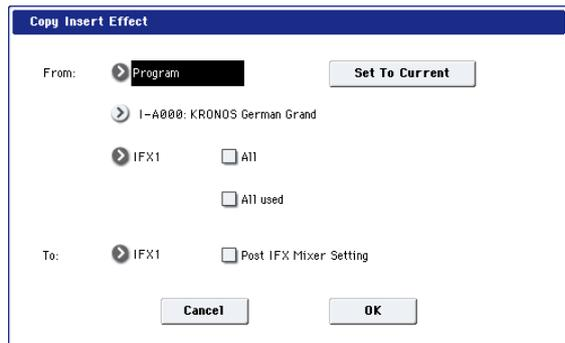 Copy Insert Effect
From: Program Set To Current
I-A000: KRONOS German Grand
IFX1 All
All used
To: IFX1 Post IFX Mixer Setting
Cancel OK